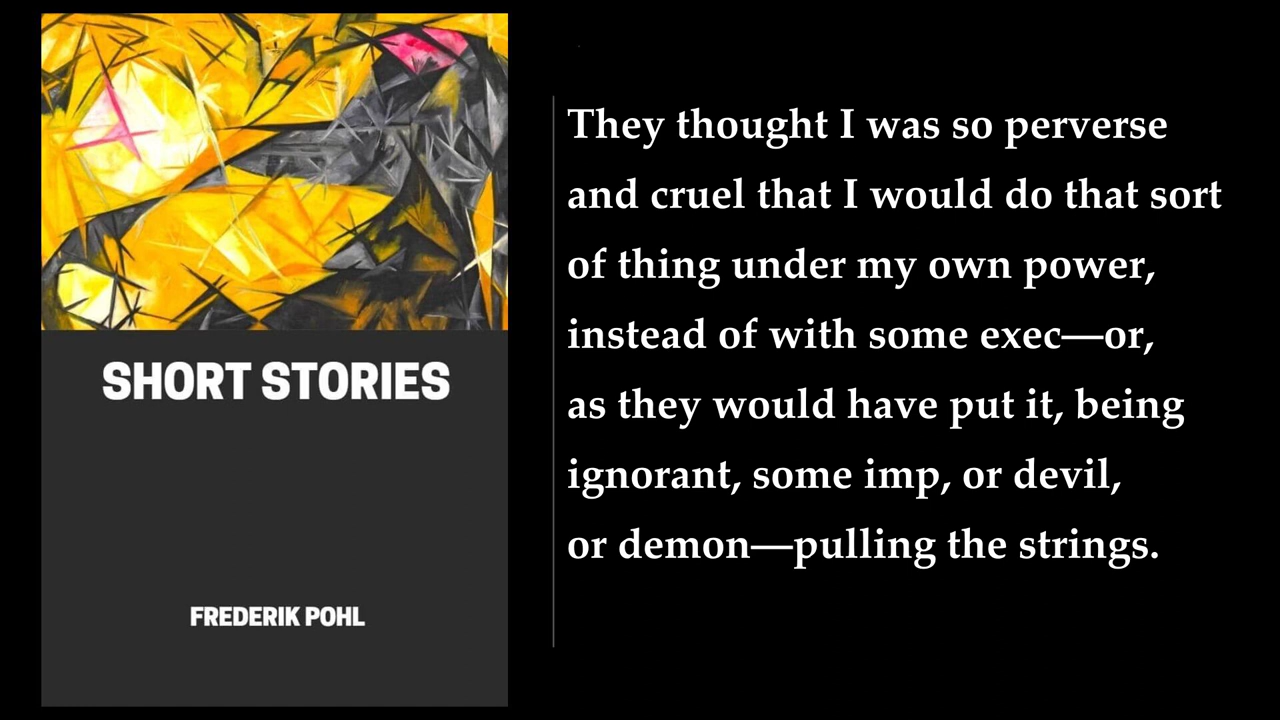 SHORT STORIES
FREDERIK POHL
They thought I was so perverse
and cruel that I would do that sort
of thing under my own power,
instead of with some exec—or,
as they would have put it, being
ignorant, some imp, or devil,
or demon—pulling the strings.